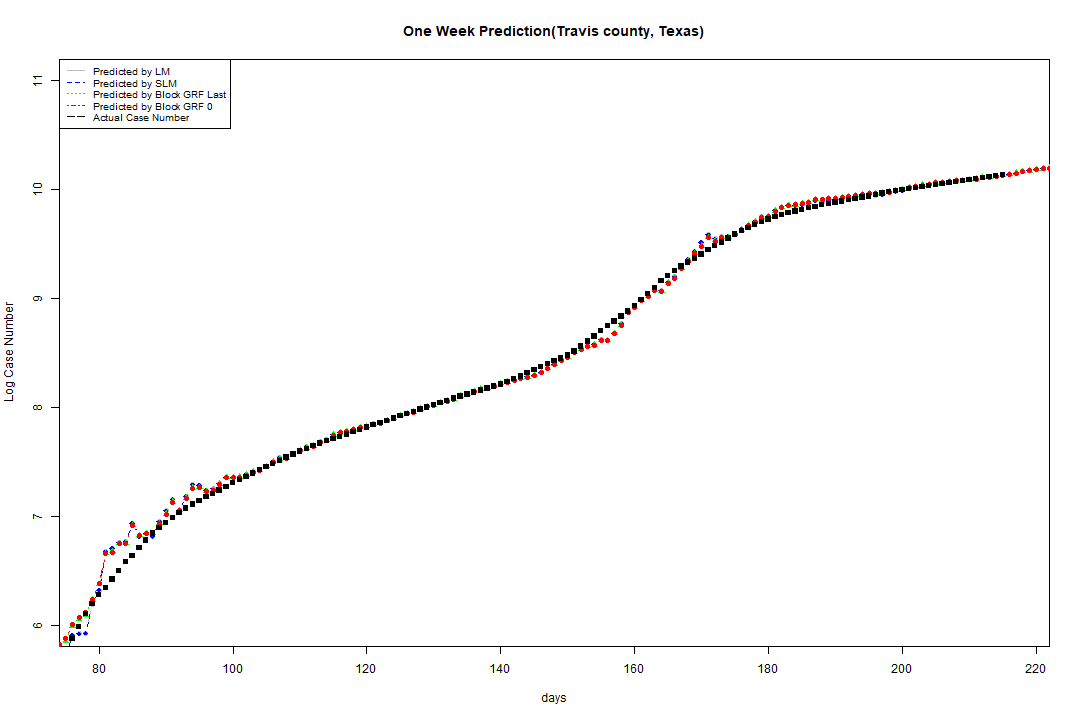 One Week Prediction(Travis county, Texas)
Predicted by LM
Predicted by SLM
Predicted by Block GRF Last
Predicted by Block GRF 0
Actual Case Number
11
10
9
8
7
6
Log Case Number
80 100 120 140 160 180 200 220
days